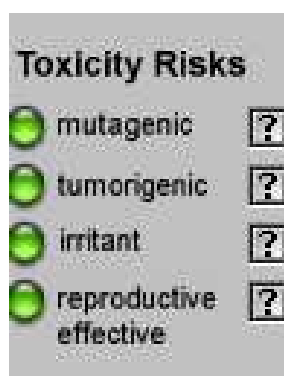 Toxicity Risks
mutagenic ?
tumorigenic ?
irritant ?
reproductive ?
effective